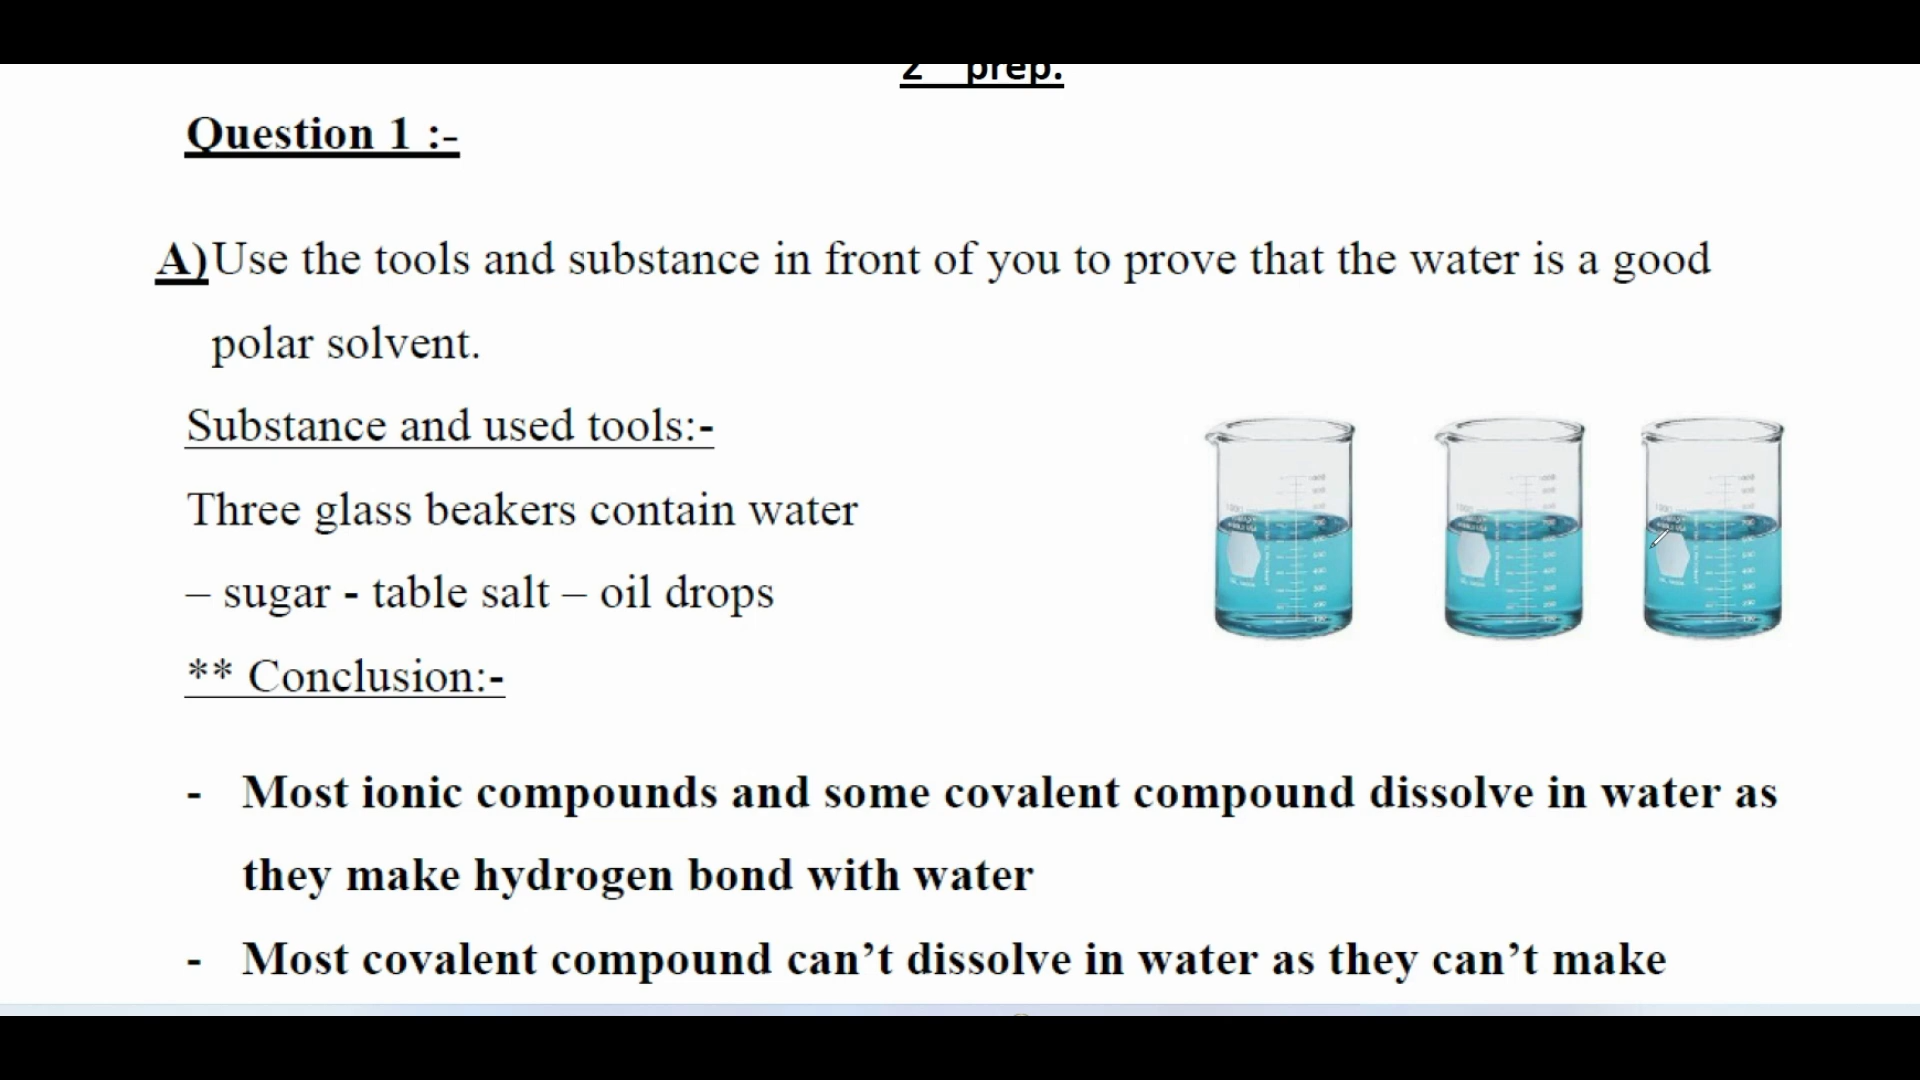 2 prep.
Question 1 :-
A)Use the tools and substance in front of you to prove that the water is a good
polar solvent.
Substance and used tools:-
Three glass beakers contain water
– sugar - table salt – oil drops
** Conclusion:-
- Most ionic compounds and some covalent compound dissolve in water as
they make hydrogen bond with water
- Most covalent compound can’t dissolve in water as they can’t make